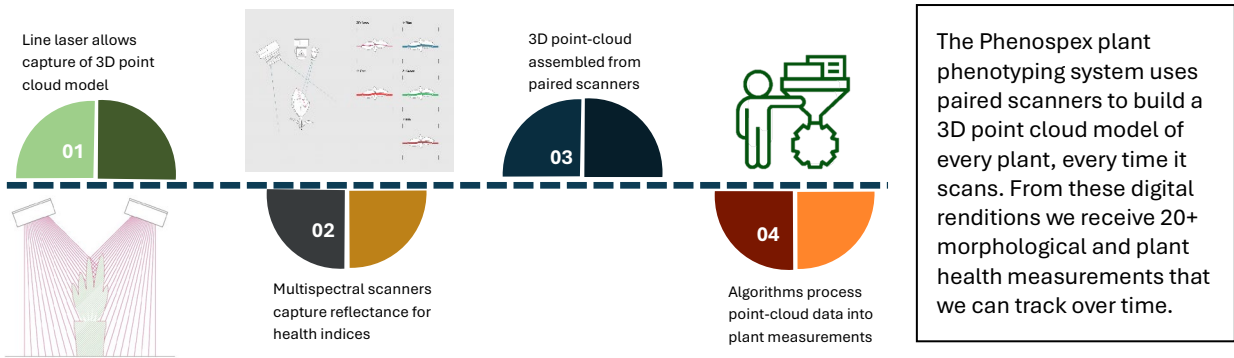 Line laser allows
capture of 3D point
cloud model
01
02
Multispectral scanners
capture reflectance for
health indices
3D point-cloud
assembled from
paired scanners
03
04
Algorithms process
point-cloud data into
plant measurements
The Phenospex plant
phenotyping system uses
paired scanners to build a
3D point cloud model of
every plant, every time it
scans. From these digital
renditions we receive 20+
morphological and plant
health measurements that
we can track over time.